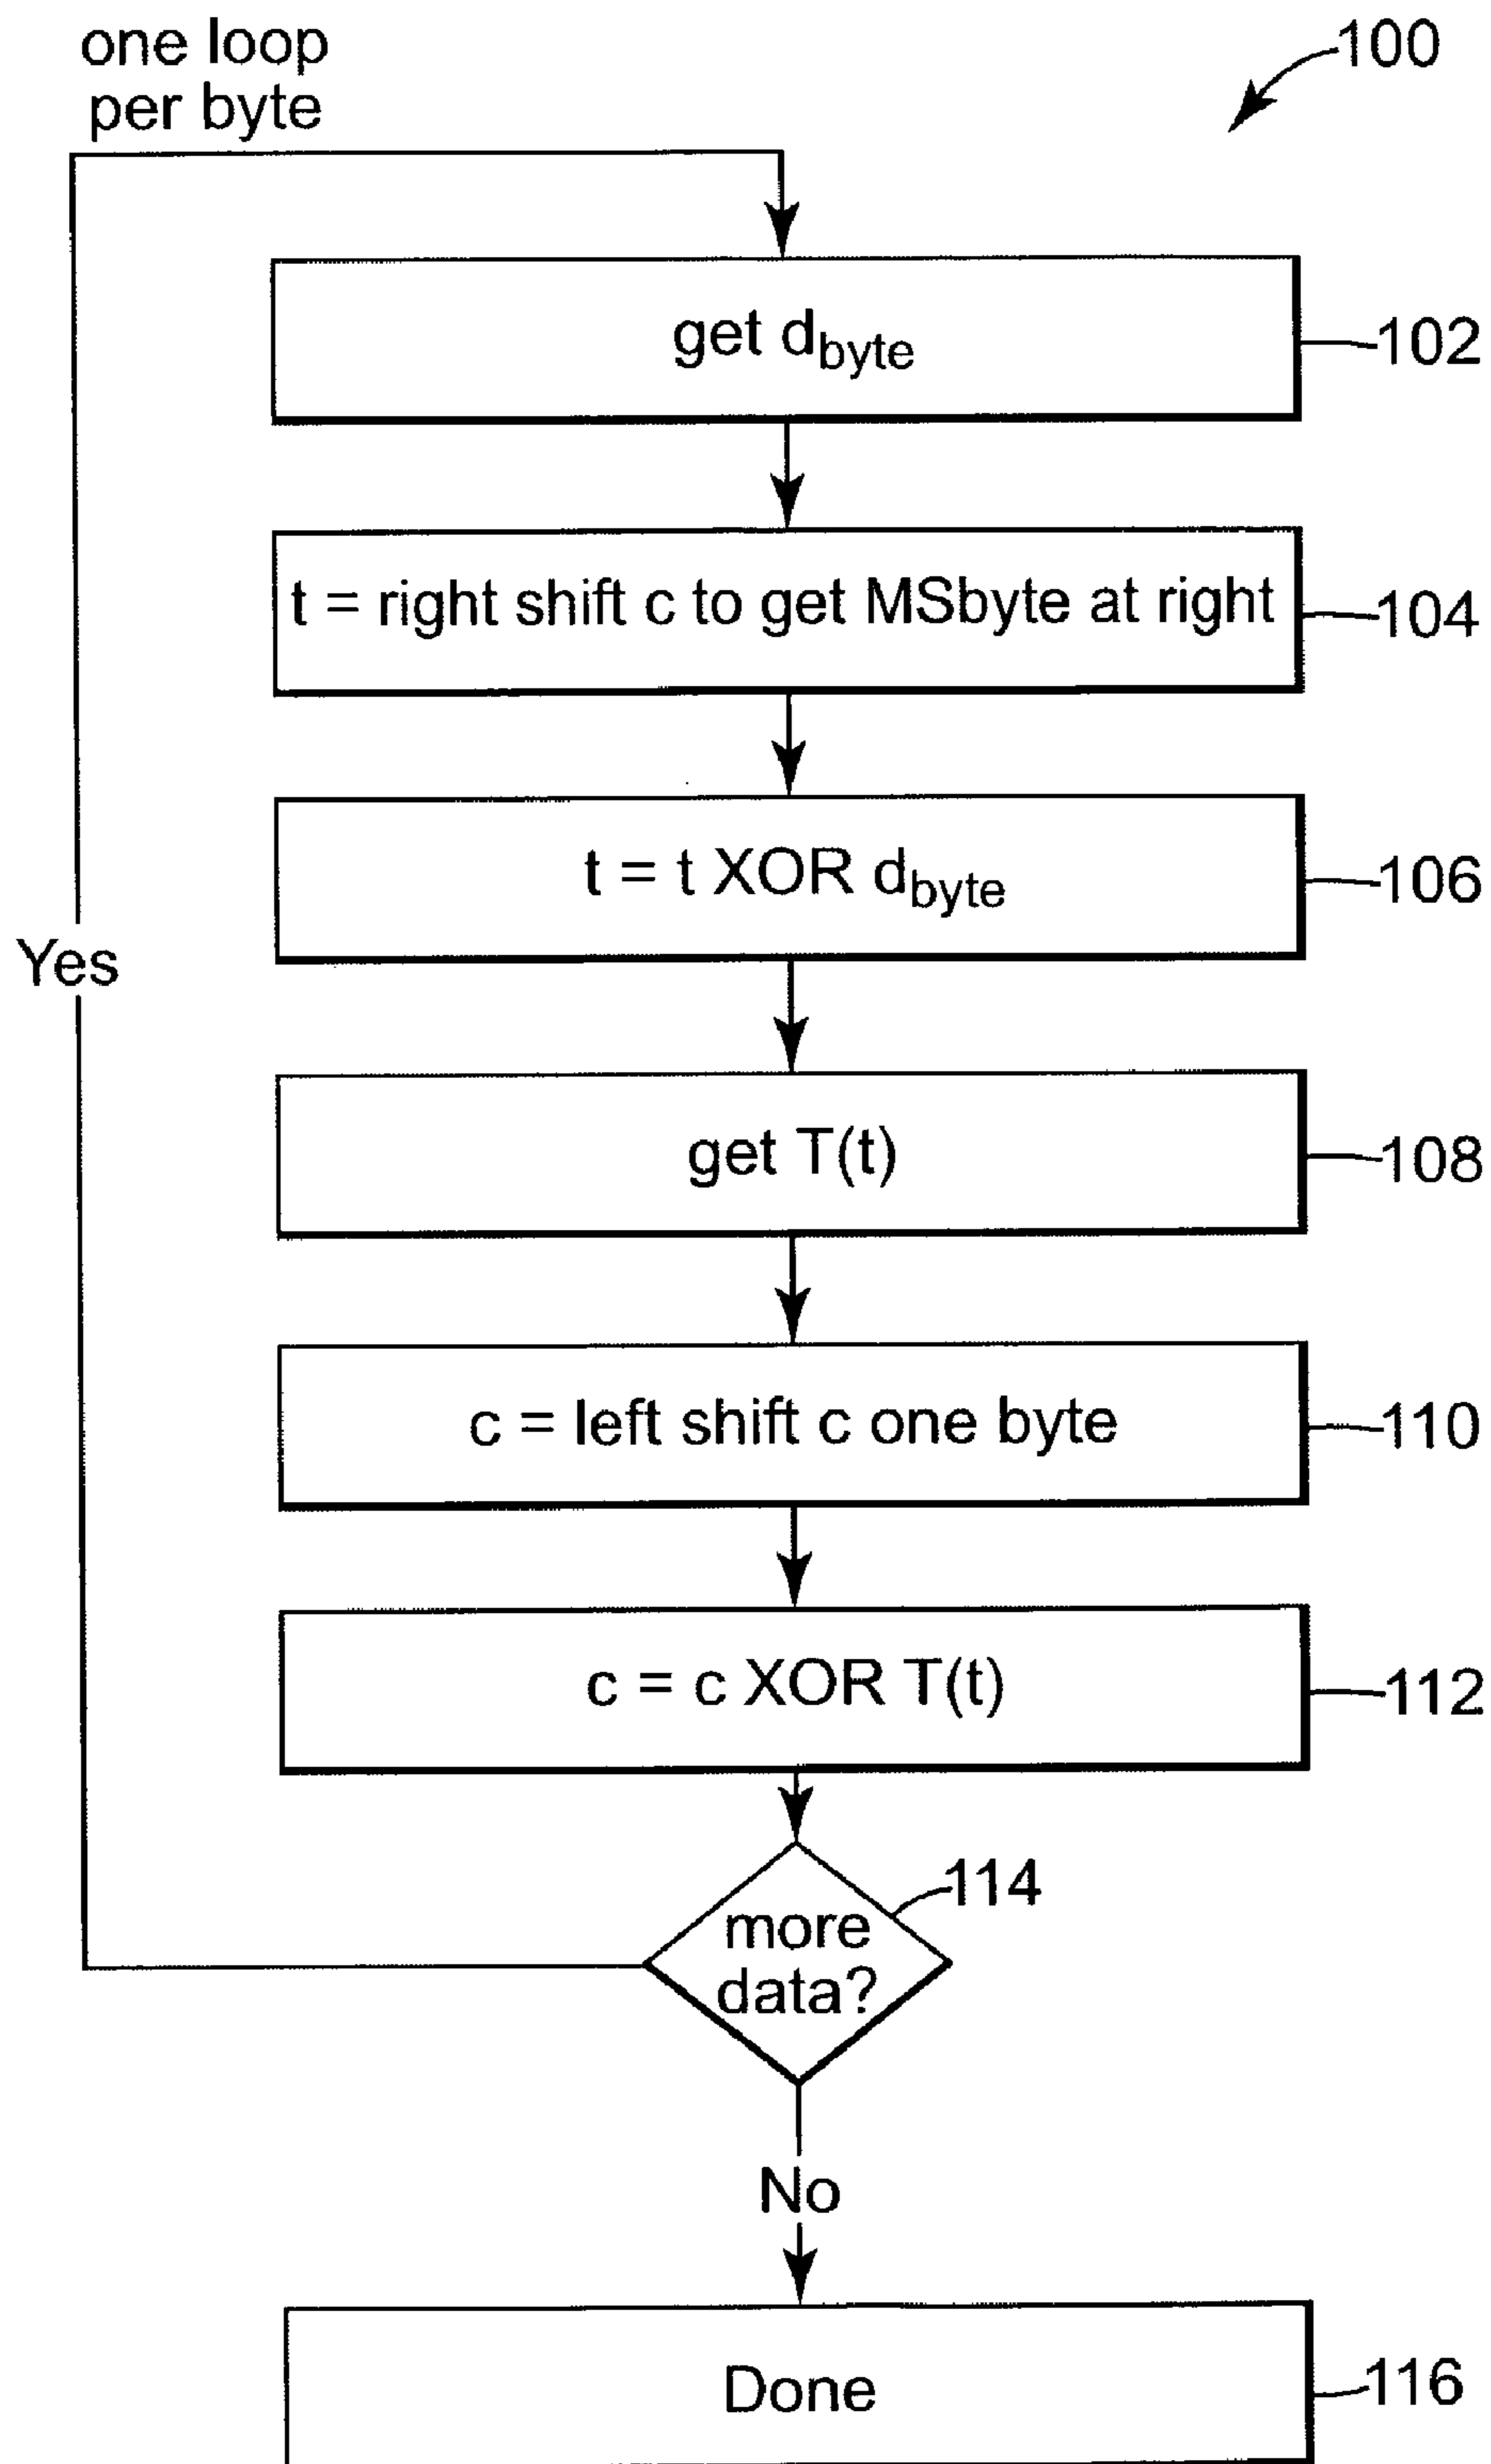 one loop
per byte
100
get dbyte
102
t = right shift c to get MSbyte at right
104
t = t XOR dbyte
106
Yes
get T(t)
108
c = left shift c one byte
110
c = c XOR T(t)
112
114
more
data?
No
Done
116